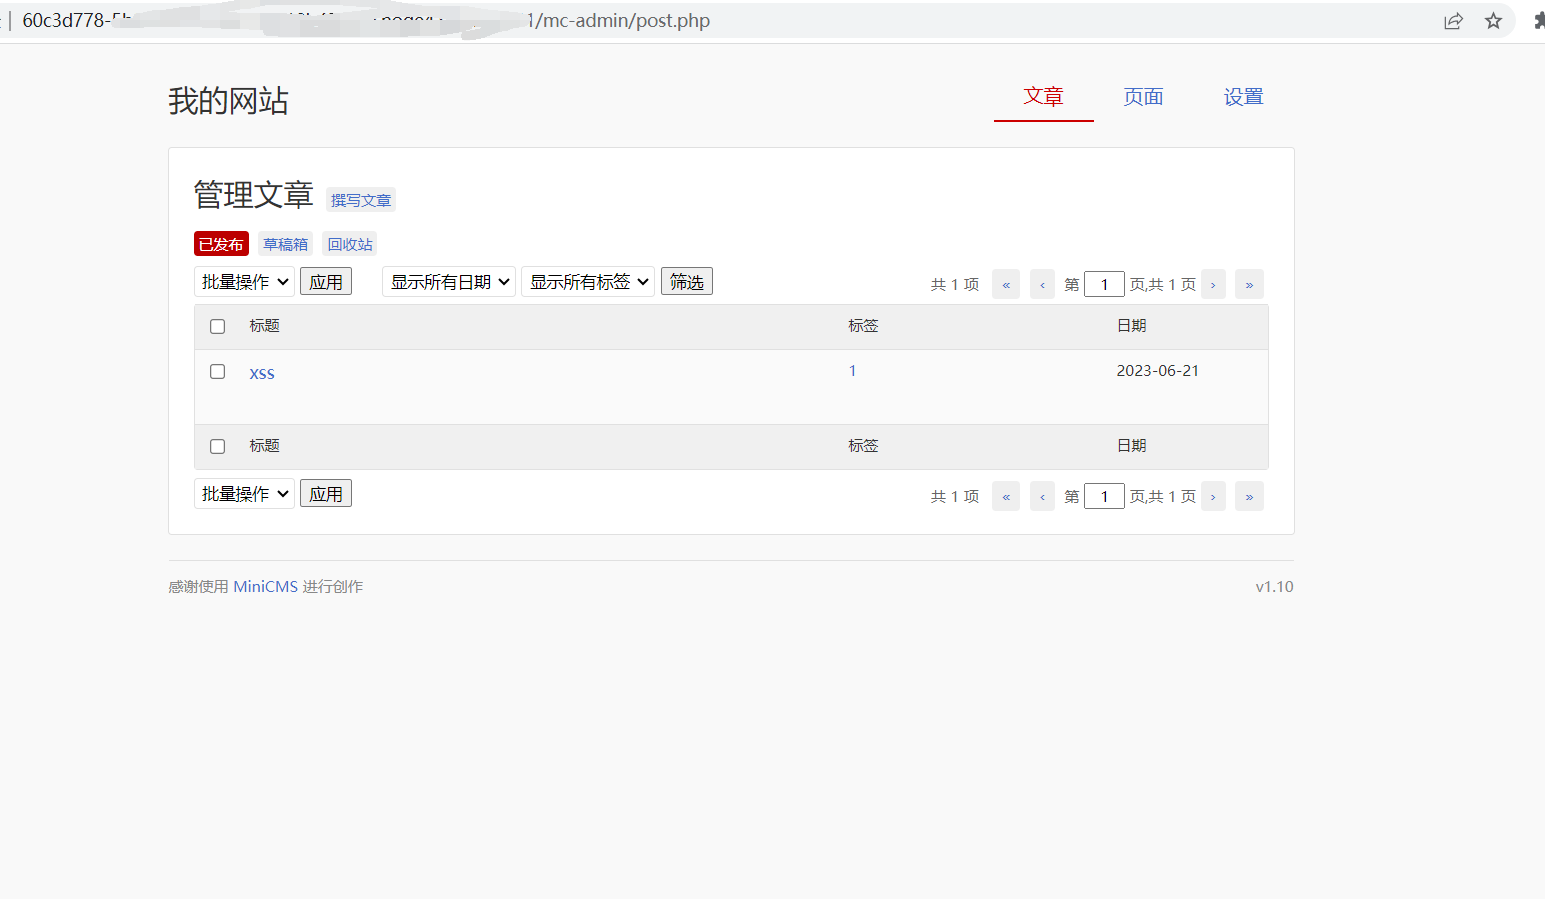 60c3d778- 1/mc-admin/post.php
我的网站 文章 页面 设置
管理文章 撰写文章
已发布 草稿箱 回收站
批量操作 应用 显示所有日期 显示所有标签 筛选 共 1 项 « ‹ 第 1 页,共 1 页 › »
标题 标签 日期
xss 1 2023-06-21
标题 标签 日期
批量操作 应用 共 1 项 « ‹ 第 1 页,共 1 页 › »
感谢使用 MiniCMS 进行创作 v1.10